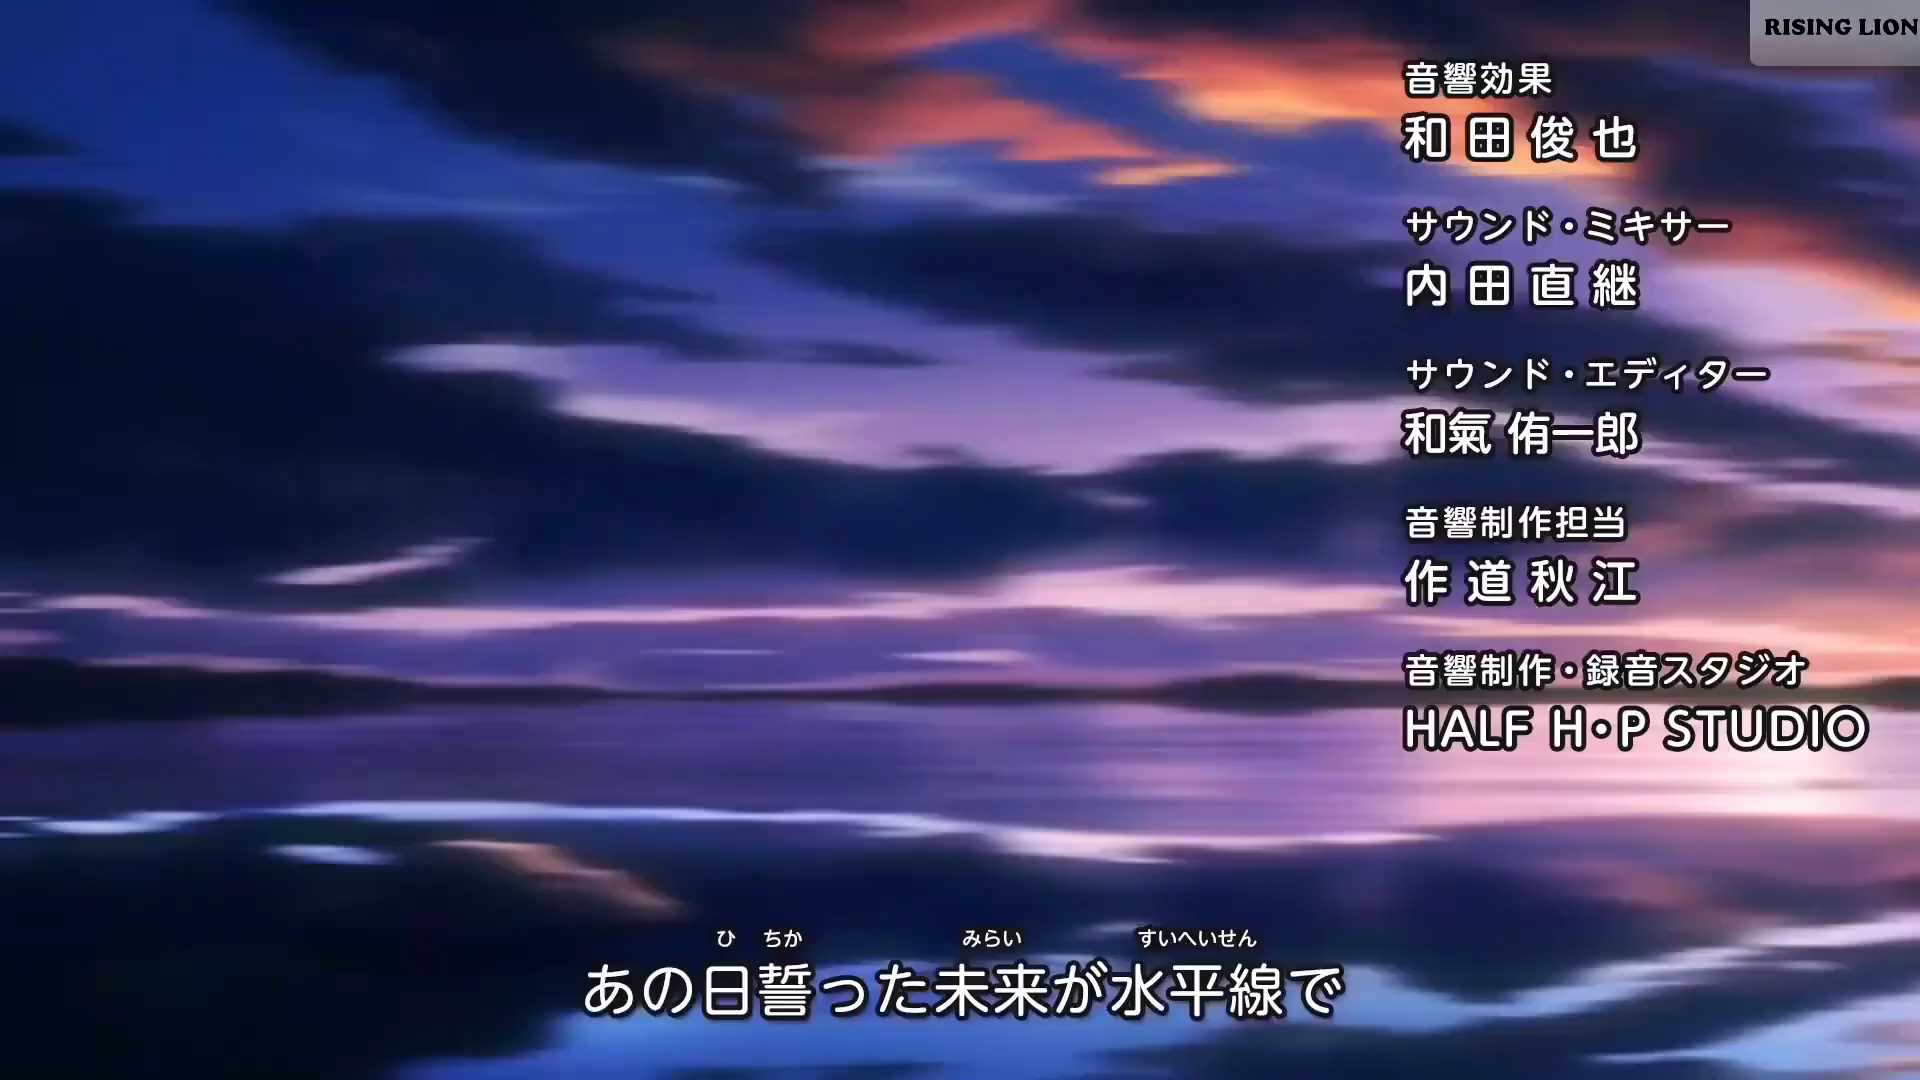 RISING LION
音響効果
和田俊也
サウンド・ミキサー
内田直継
サウンド・エディター
和氣 侑一郎
音響制作担当
作道秋江
音響制作・録音スタジオ
HALF H・P STUDIO
ひ ちか みらい すいへいせん
あの日誓った未来が水平線で